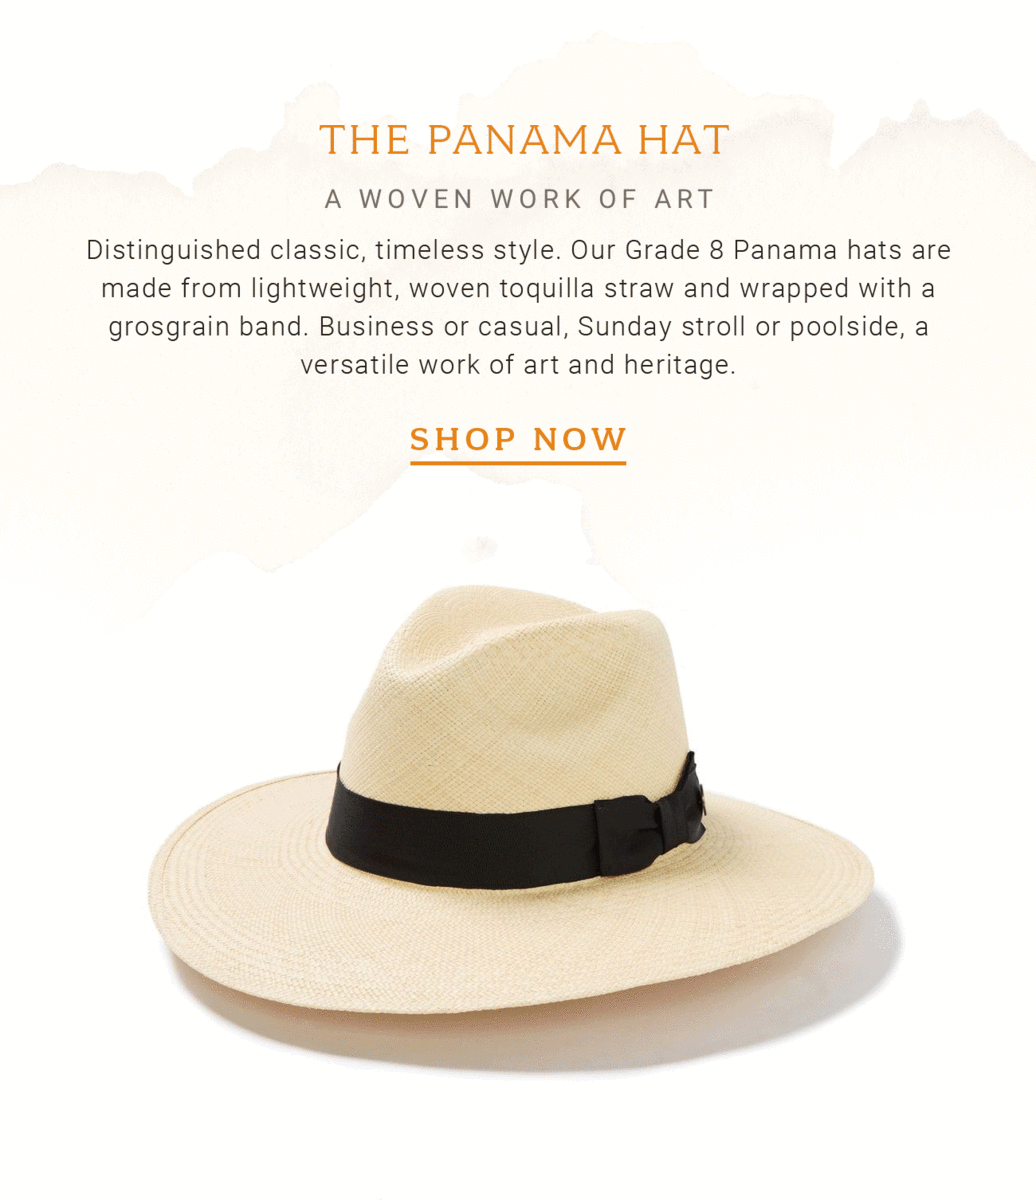 THE PANAMA HAT
A WOVEN WORK OF ART
Distinguished classic, timeless style. Our Grade 8 Panama hats are
made from lightweight, woven toquilla straw and wrapped with a
grosgrain band. Business or casual, Sunday stroll or poolside, a
versatile work of art and heritage.
SHOP NOW